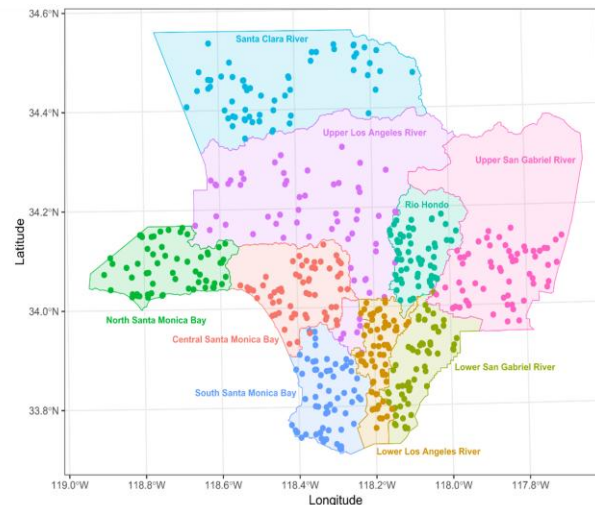 34.6°N
Santa Clara River
34.4°N
Upper Los Angeles River
Upper San Gabriel River
34.2°N
Rio Hondo
Latitude
34.0°N
North Santa Monica Bay
Central Santa Monica Bay
Lower San Gabriel River
South Santa Monica Bay
33.8°N
Lower Los Angeles River
119.0°W 118.8°W 118.6°W 118.4°W 118.2°W 118.0°W 117.8°W
Longitude